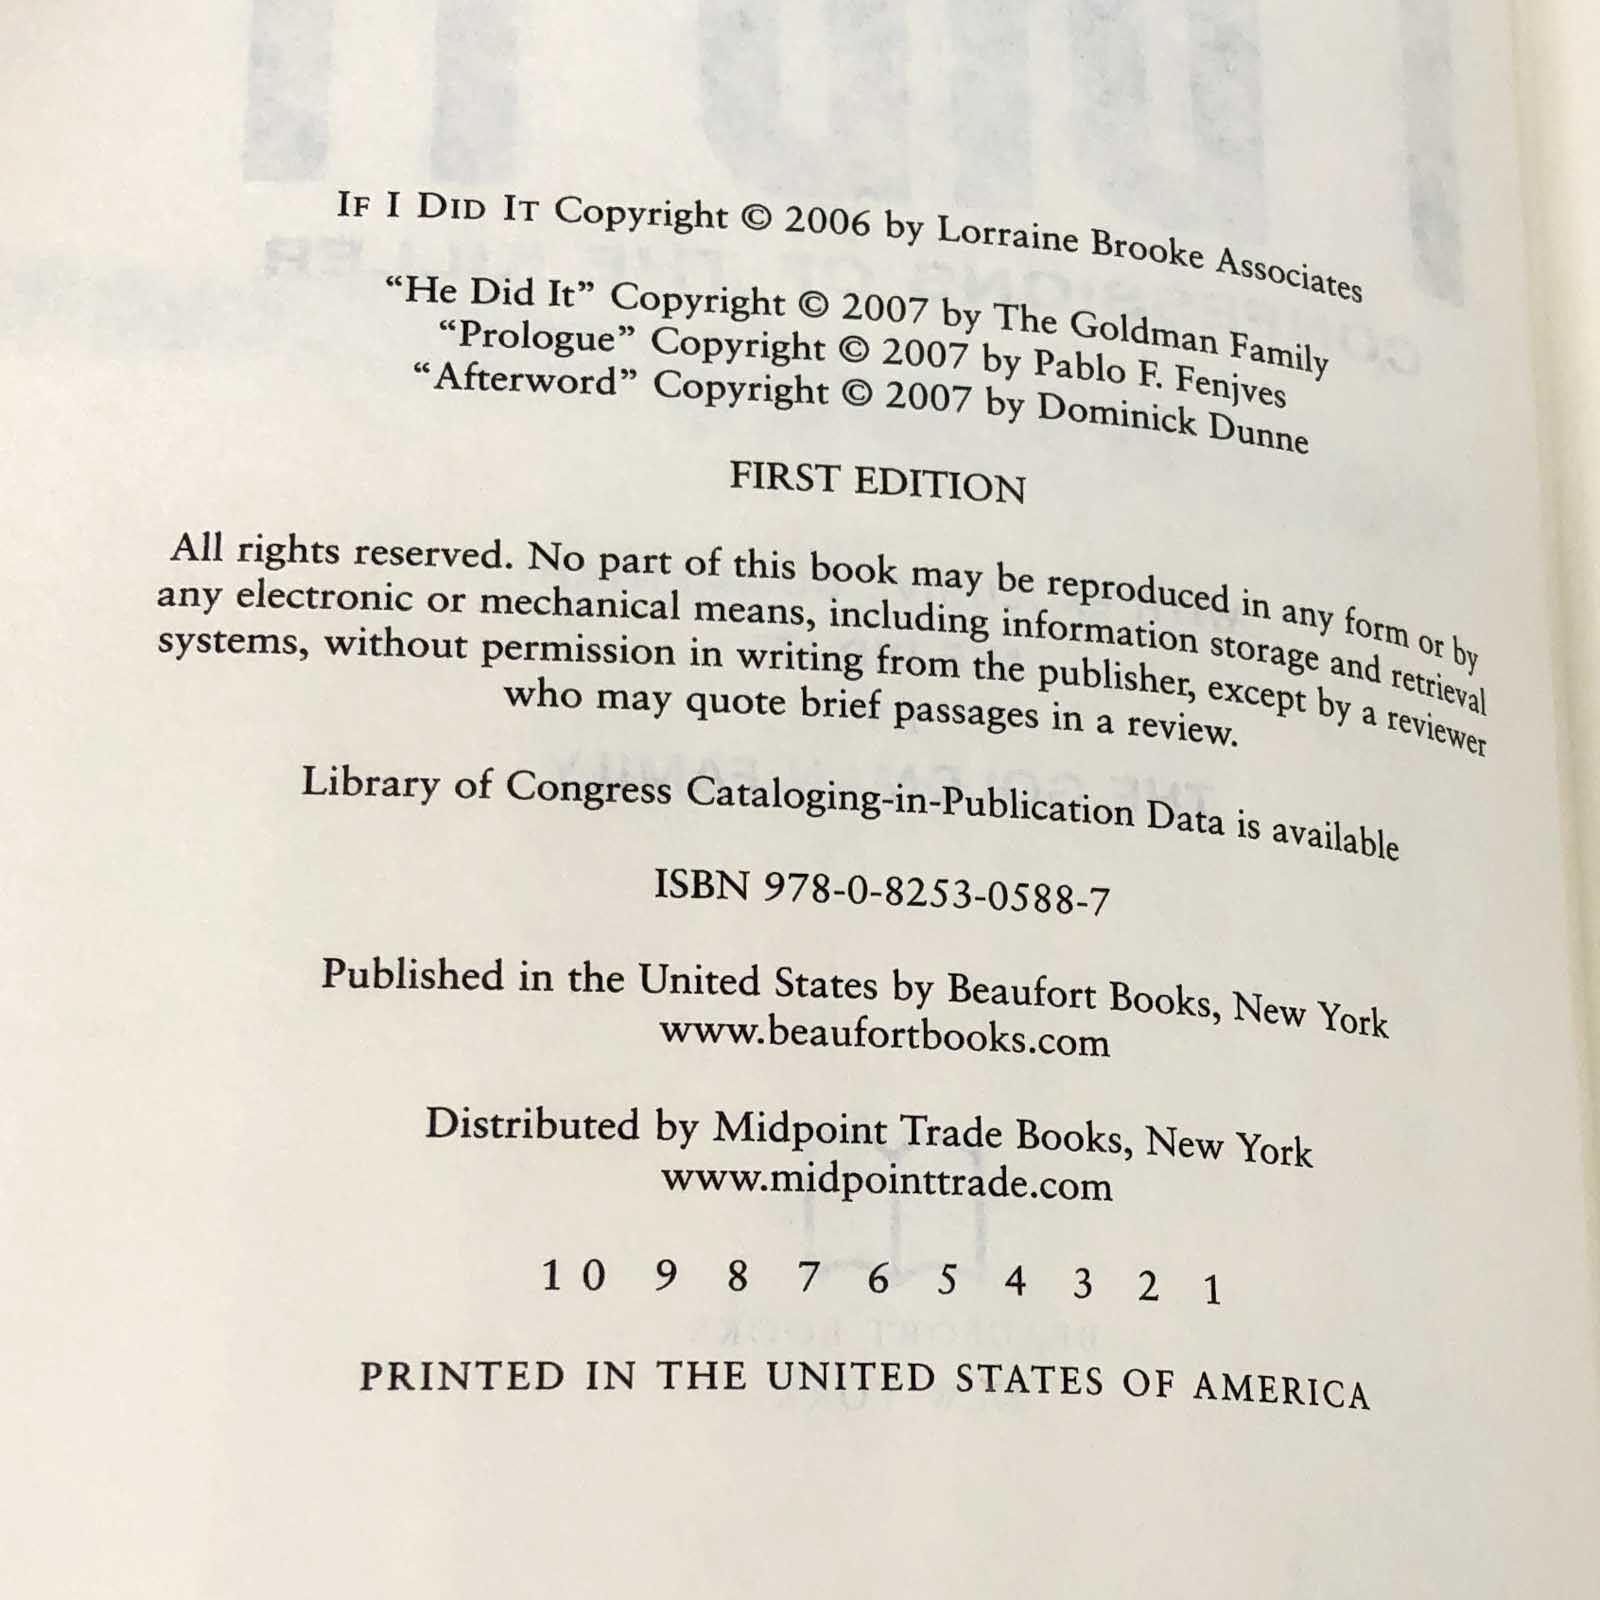 IF I DID IT Copyright © 2006 by Lorraine Brooke Associates
“He Did It” Copyright © 2007 by The Goldman Family
“Prologue” Copyright © 2007 by Pablo F. Fenjves
“Afterword” Copyright © 2007 by Dominick Dunne
FIRST EDITION
All rights reserved. No part of this book may be reproduced in any form or by
any electronic or mechanical means, including information storage and retrieval
systems, without permission in writing from the publisher, except by a reviewer
who may quote brief passages in a review.
Library of Congress Cataloging-in-Publication Data is available
ISBN 978-0-8253-0588-7
Published in the United States by Beaufort Books, New York
www.beaufortbooks.com
Distributed by Midpoint Trade Books, New York
www.midpointtrade.com
10 9 8 7 6 5 4 3 2 1
PRINTED IN THE UNITED STATES OF AMERICA